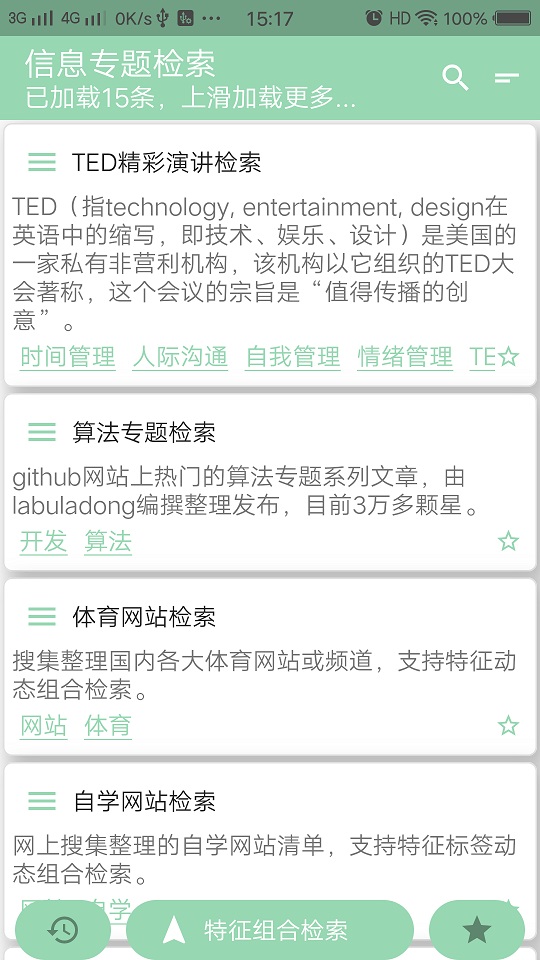 3G 4G 0K/s ... 15:17 HD 100%
信息专题检索
已加载15条，上滑加载更多...
TED精彩演讲检索
TED（指technology, entertainment, design在
英语中的缩写，即技术、娱乐、设计）是美国的
一家私有非营利机构，该机构以它组织的TED大
会著称，这个会议的宗旨是“值得传播的创
意”。
时间管理 人际沟通 自我管理 情绪管理 TE
算法专题检索
github网站上热门的算法专题系列文章，由
labuladong编撰整理发布，目前3万多颗星。
开发 算法
体育网站检索
搜集整理国内各大体育网站或频道，支持特征动
态组合检索。
网站 体育
自学网站检索
网上搜集整理的自学网站清单，支持特征标签动
态组合检索。
自学
特征组合检索